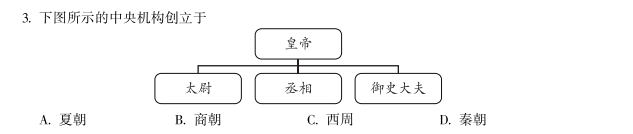 3. 下图所示的中央机构创立于
皇帝
太尉 丞相 御史大夫
A. 夏朝 B. 商朝 C. 西周 D. 秦朝